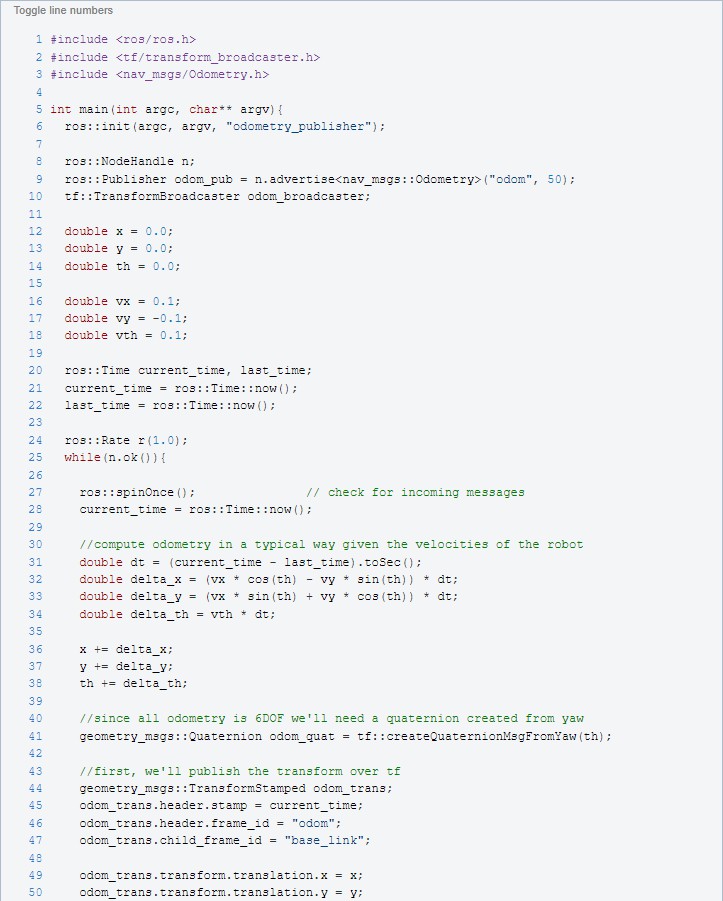 Toggle line numbers
1 #include <ros/ros.h>
2 #include <tf/transform_broadcaster.h>
3 #include <nav_msgs/Odometry.h>
4
5 int main(int argc, char** argv){
6   ros::init(argc, argv, "odometry_publisher");
7
8   ros::NodeHandle n;
9   ros::Publisher odom_pub = n.advertise<nav_msgs::Odometry>("odom", 50);
10   tf::TransformBroadcaster odom_broadcaster;
11
12   double x = 0.0;
13   double y = 0.0;
14   double th = 0.0;
15
16   double vx = 0.1;
17   double vy = -0.1;
18   double vth = 0.1;
19
20   ros::Time current_time, last_time;
21   current_time = ros::Time::now();
22   last_time = ros::Time::now();
23
24   ros::Rate r(1.0);
25   while(n.ok()){
26
27     ros::spinOnce();               // check for incoming messages
28     current_time = ros::Time::now();
29
30     //compute odometry in a typical way given the velocities of the robot
31     double dt = (current_time - last_time).toSec();
32     double delta_x = (vx * cos(th) - vy * sin(th)) * dt;
33     double delta_y = (vx * sin(th) + vy * cos(th)) * dt;
34     double delta_th = vth * dt;
35
36     x += delta_x;
37     y += delta_y;
38     th += delta_th;
39
40     //since all odometry is 6DOF we'll need a quaternion created from yaw
41     geometry_msgs::Quaternion odom_quat = tf::createQuaternionMsgFromYaw(th);
42
43     //first, we'll publish the transform over tf
44     geometry_msgs::TransformStamped odom_trans;
45     odom_trans.header.stamp = current_time;
46     odom_trans.header.frame_id = "odom";
47     odom_trans.child_frame_id = "base_link";
48
49     odom_trans.transform.translation.x = x;
50     odom_trans.transform.translation.y = y;